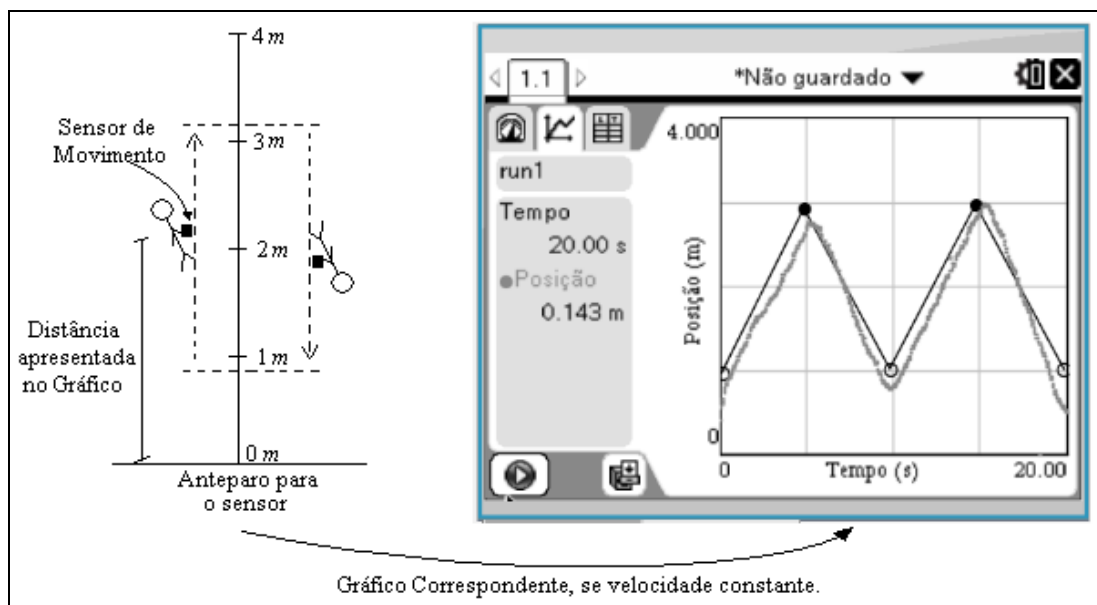 4 m
Sensor de
Movimento
3 m
2 m
Distância
apresentada
no Gráfico
1 m
0 m
Anteparo para
o sensor
1.1
*Não guardado
run1
Tempo
20.00 s
Posição
0.143 m
4.000
Posição (m)
0
0
Tempo (s)
20.00
Gráfico Correspondente, se velocidade constante.